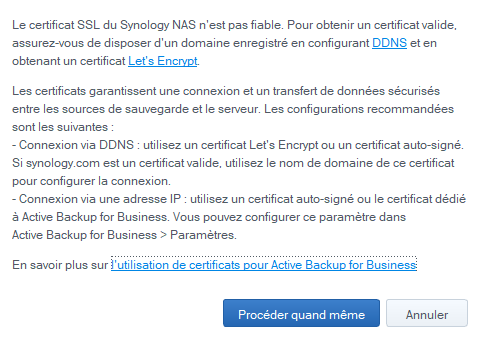 Le certificat SSL du Synology NAS n'est pas fiable. Pour obtenir un certificat valide,
assurez-vous de disposer d'un domaine enregistré en configurant DDNS et en
obtenant un certificat Let's Encrypt.
Les certificats garantissent une connexion et un transfert de données sécurisés
entre les sources de sauvegarde et le serveur. Les configurations recommandées
sont les suivantes :
- Connexion via DDNS : utilisez un certificat Let's Encrypt ou un certificat auto-signé.
Si synology.com est un certificat valide, utilisez le nom de domaine de ce certificat
pour configurer la connexion.
- Connexion via une adresse IP : utilisez un certificat auto-signé ou le certificat dédié
à Active Backup for Business. Vous pouvez configurer ce paramètre dans
Active Backup for Business > Paramètres.
En savoir plus sur l'utilisation de certificats pour Active Backup for Business
Procéder quand même
Annuler